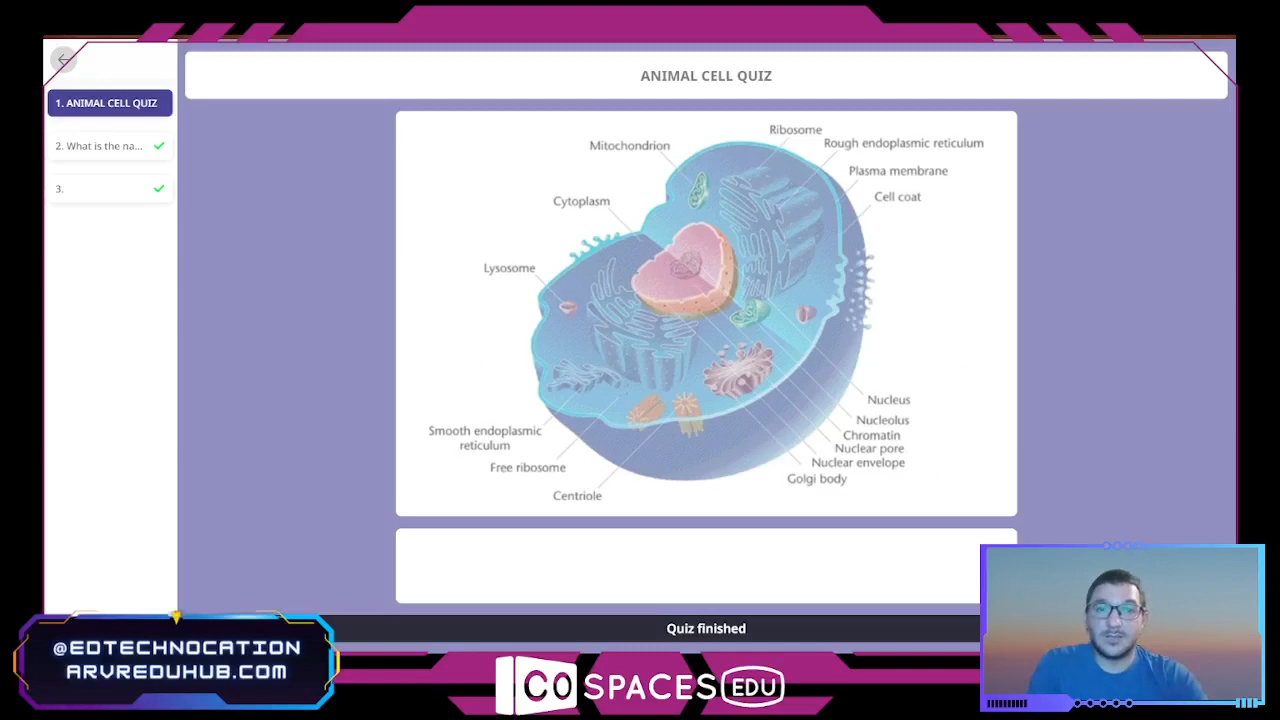 ANIMAL CELL QUIZ
1. ANIMAL CELL QUIZ
2. What is the na...
3.
Ribosome
Mitochondrion
Rough endoplasmic reticulum
Plasma membrane
Cell coat
Cytoplasm
Lysosome
Nucleus
Nucleolus
Chromatin
Nuclear pore
Nuclear envelope
Golgi body
Smooth endoplasmic
reticulum
Free ribosome
Centriole
Quiz finished
@EDTECHNOCATION
ARVREDUHUB.COM
CO SPACES EDU